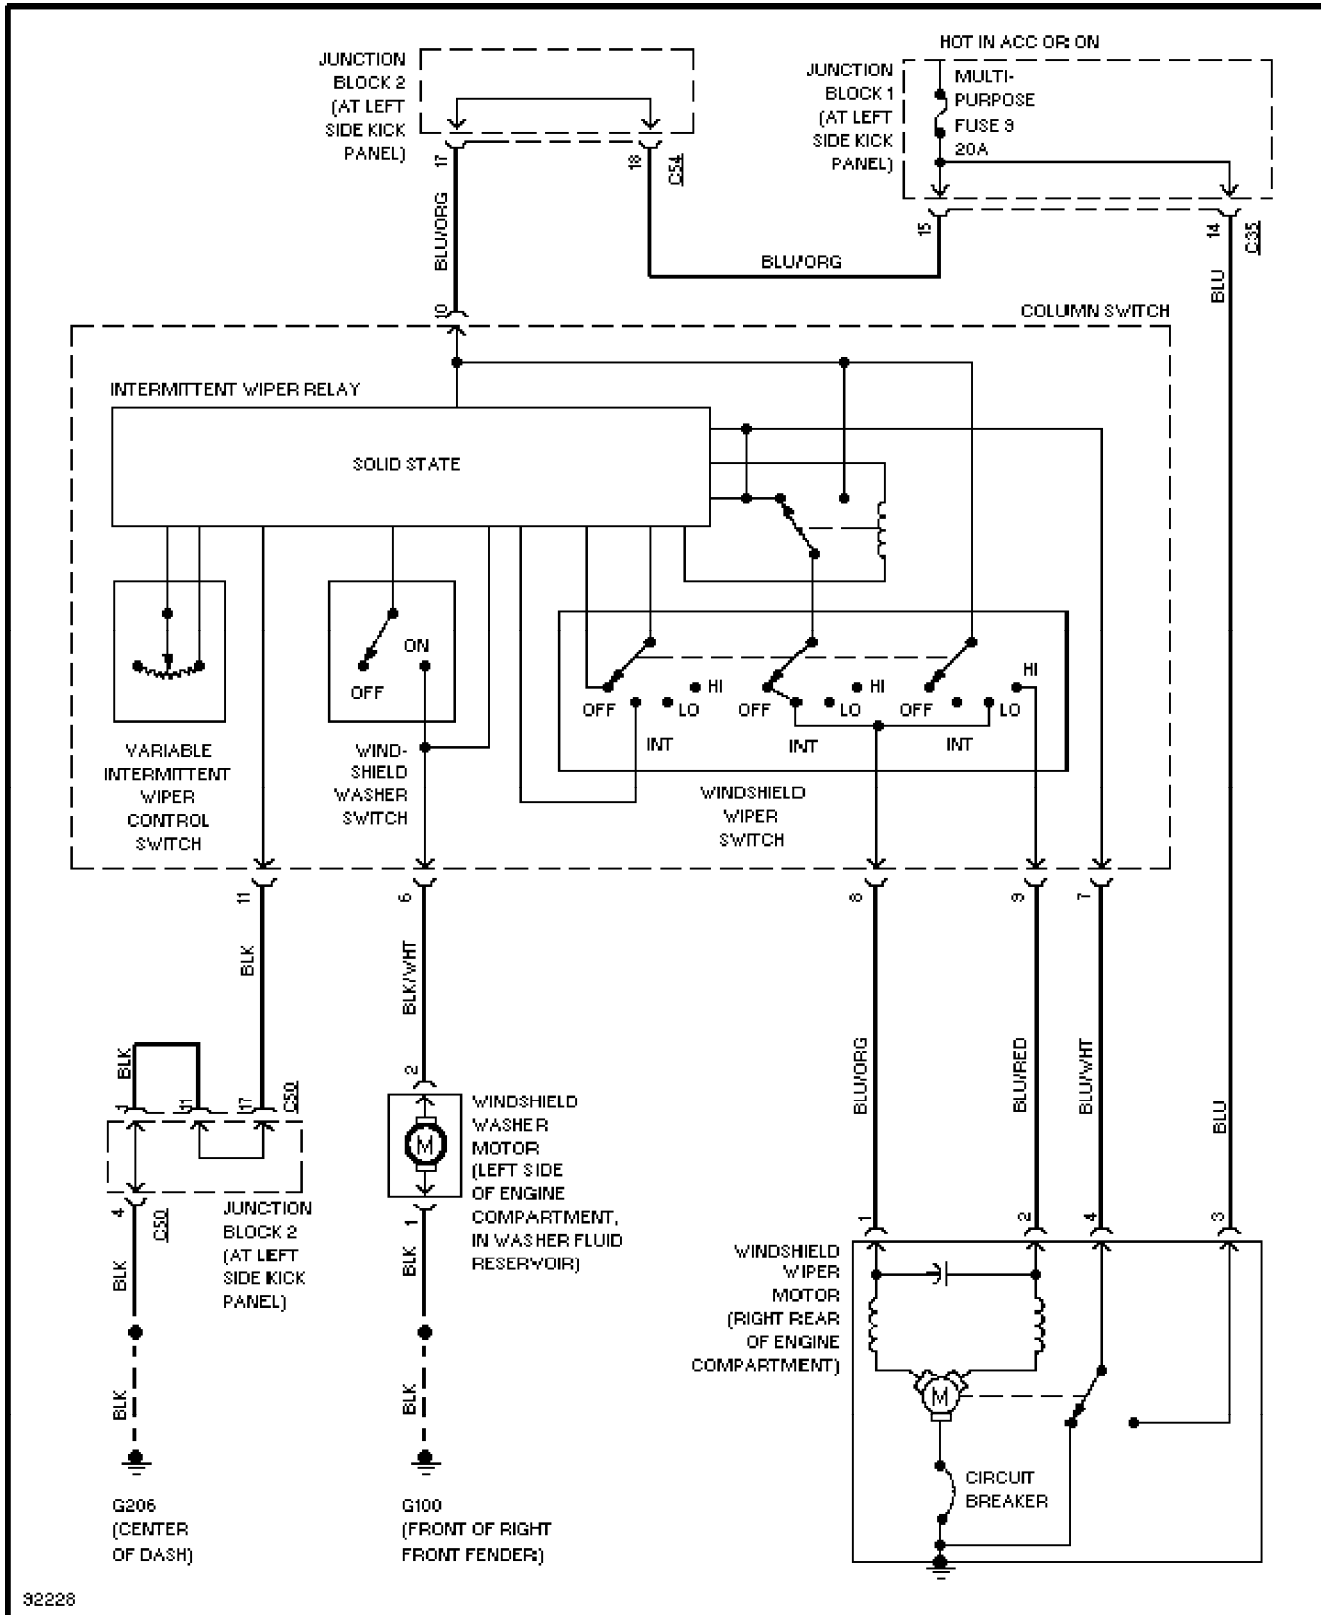 HOT IN ACC OR ON
JUNCTION
BLOCK 2
(AT LEFT
SIDE KICK
PANEL)
JUNCTION
BLOCK 1
(AT LEFT
SIDE KICK
PANEL)
MULTI-
PURPOSE
FUSE 9
20A
17
18
C54
15
14
C35
BLU/ORG
BLU/ORG
BLU
10
COLUMN SWITCH
INTERMITTENT WIPER RELAY
SOLID STATE
ON
OFF
HI
OFF
LO
INT
HI
OFF
LO
INT
HI
OFF
LO
INT
VARIABLE
INTERMITTENT
WIPER
CONTROL
SWITCH
WIND-
SHIELD
WASHER
SWITCH
WINDSHIELD
WIPER
SWITCH
11
6
8
9
7
BLK
BLK/WHT
BLU/ORG
BLU/RED
BLU/WHT
BLU
BLK
1
11
17
C50
2
WINDSHIELD
WASHER
MOTOR
(LEFT SIDE
OF ENGINE
COMPARTMENT,
IN WASHER FLUID
RESERVOIR)
M
4
C50
JUNCTION
BLOCK 2
(AT LEFT
SIDE KICK
PANEL)
1
1
2
4
3
BLK
BLK
WINDSHIELD
WIPER
MOTOR
(RIGHT REAR
OF ENGINE
COMPARTMENT)
M
BLK
BLK
CIRCUIT
BREAKER
G206
(CENTER
OF DASH)
G100
(FRONT OF RIGHT
FRONT FENDER)
92228